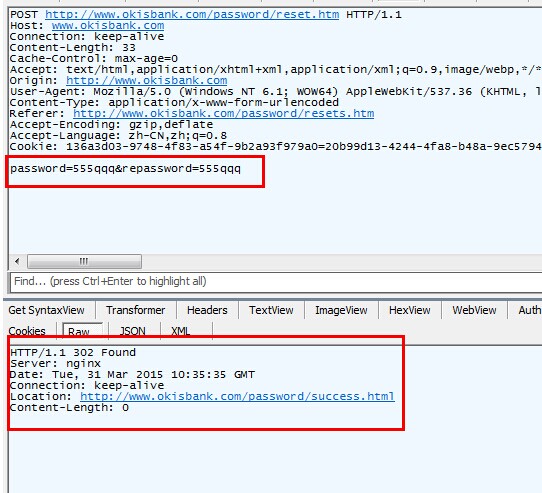 POST http://www.okisbank.com/password/reset.htm HTTP/1.1
Host: www.okisbank.com
Connection: keep-alive
Content-Length: 33
Cache-Control: max-age=0
Accept: text/html,application/xhtml+xml,application/xml;q=0.9,image/webp,*/*
Origin: http://www.okisbank.com
User-Agent: Mozilla/5.0 (Windows NT 6.1; WOW64) AppleWebKit/537.36 (KHTML, l
Content-Type: application/x-www-form-urlencoded
Referer: http://www.okisbank.com/password/resets.htm
Accept-Encoding: gzip,deflate
Accept-Language: zh-CN,zh;q=0.8
Cookie: 136a3d03-9748-4f83-a54f-9b2a93f979a0=20b99d13-4244-4fa8-b48a-9ec5794
password=555qqq&repassword=555qqq
Find... (press Ctrl+Enter to highlight all)
Get SyntaxView Transformer Headers TextView ImageView HexView WebView Auth
Cookies Raw JSON XML
HTTP/1.1 302 Found
Server: nginx
Date: Tue, 31 Mar 2015 10:35:35 GMT
Connection: keep-alive
Location: http://www.okisbank.com/password/success.html
Content-Length: 0